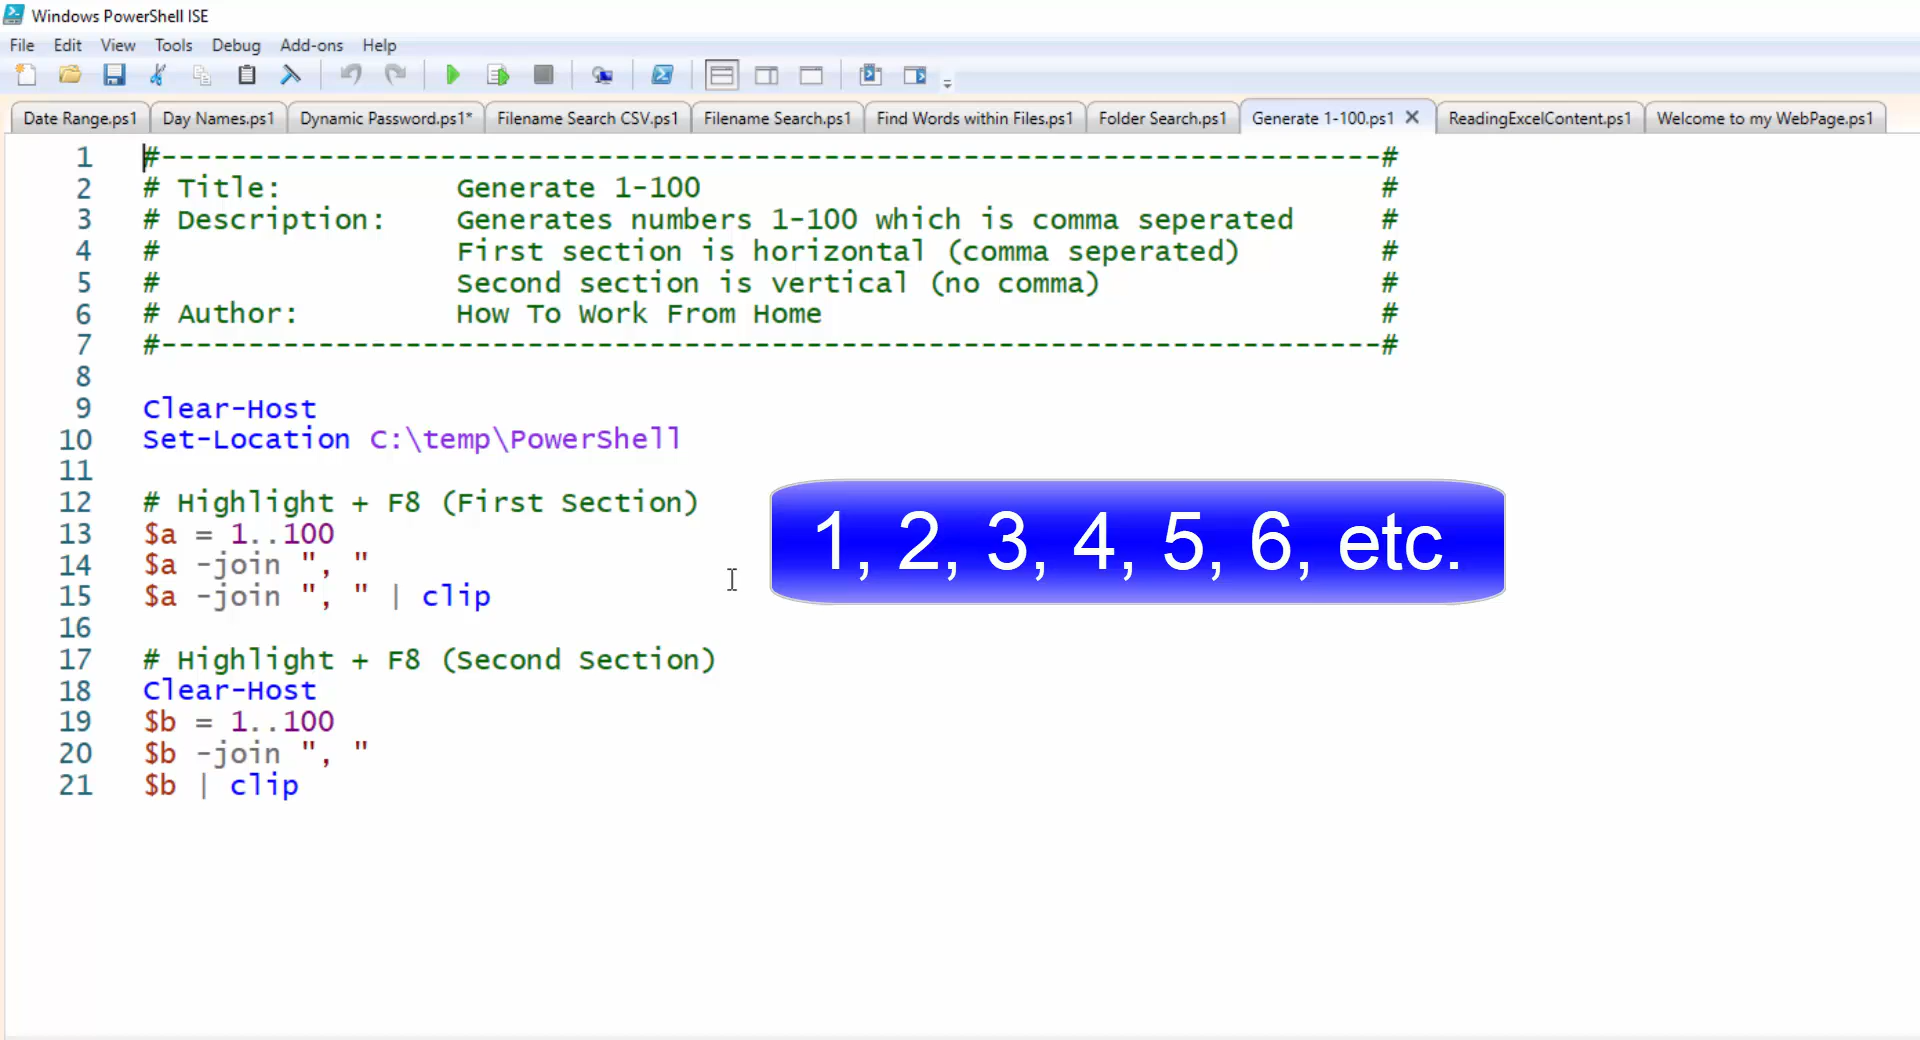 Windows PowerShell ISE
File Edit View Tools Debug Add-ons Help
Date Range.ps1 Day Names.ps1 Dynamic Password.ps1* Filename Search CSV.ps1 Filename Search.ps1 Find Words within Files.ps1 Folder Search.ps1 Generate 1-100.ps1 ReadingExcelContent.ps1 Welcome to my WebPage.ps1
1 #----------------------------------------------------------------------#
2 # Title: Generate 1-100 #
3 # Description: Generates numbers 1-100 which is comma seperated #
4 # First section is horizontal (comma seperated) #
5 # Second section is vertical (no comma) #
6 # Author: How To Work From Home #
7 #----------------------------------------------------------------------#
8
9 Clear-Host
10 Set-Location C:\temp\PowerShell
11
12 # Highlight + F8 (First Section)
13 $a = 1..100
14 $a -join ", "
15 $a -join ", " | clip
16
17 # Highlight + F8 (Second Section)
18 Clear-Host
19 $b = 1..100
20 $b -join ", "
21 $b | clip
1, 2, 3, 4, 5, 6, etc.